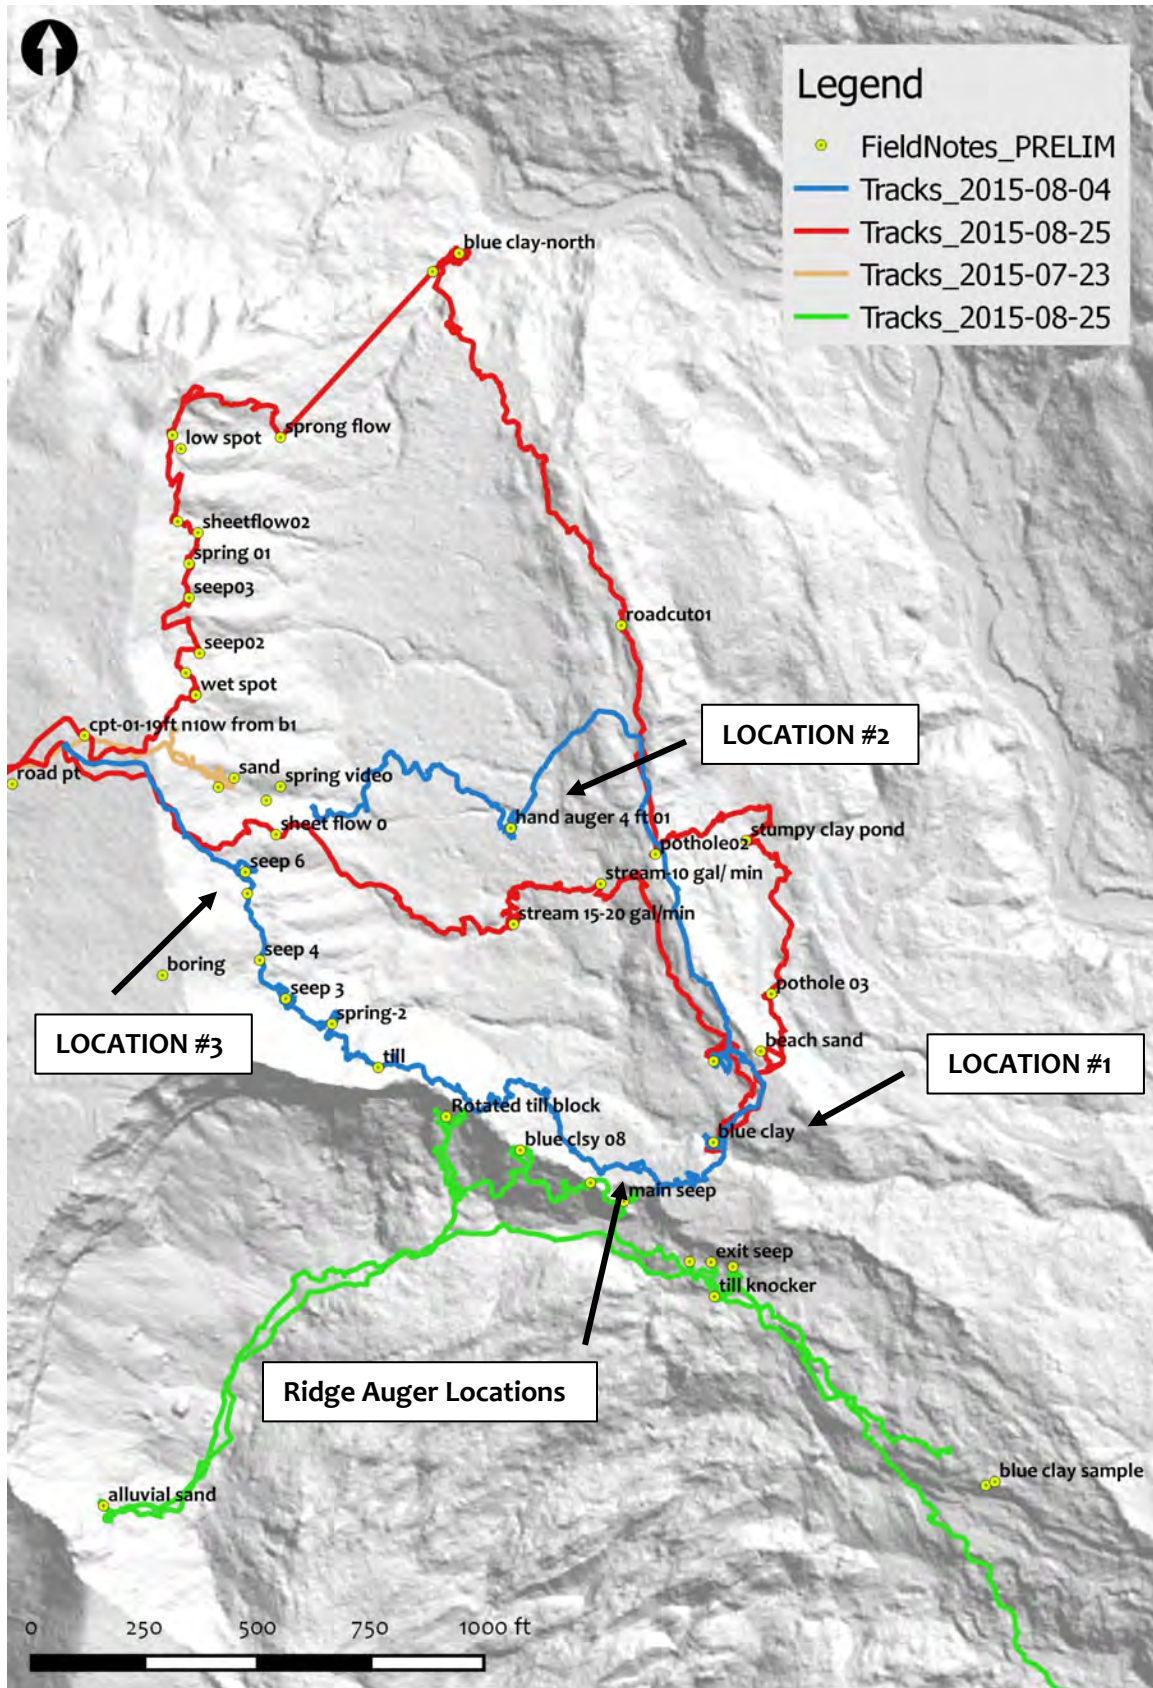 Legend
FieldNotes_PRELIM
Tracks_2015-08-04
Tracks_2015-08-25
Tracks_2015-07-23
Tracks_2015-08-25
blue clay-north
low spot
sprong flow
sheetflow02
spring 01
seep03
roadcut01
seep02
wet spot
cpt-01-19ft n10w from b1
LOCATION #2
road pt
sand
spring video
sheet flow 0
hand auger 4 ft 01
stumpy clay pond
pothole02
seep 6
stream-10 gal/ min
stream 15-20 gal/min
seep 4
boring
pothole 03
seep 3
spring-2
LOCATION #3
till
beach sand
LOCATION #1
Rotated till block
blue clsy 08
blue clay
main seep
exit seep
till knocker
Ridge Auger Locations
blue clay sample
alluvial sand
0 250 500 750 1000 ft